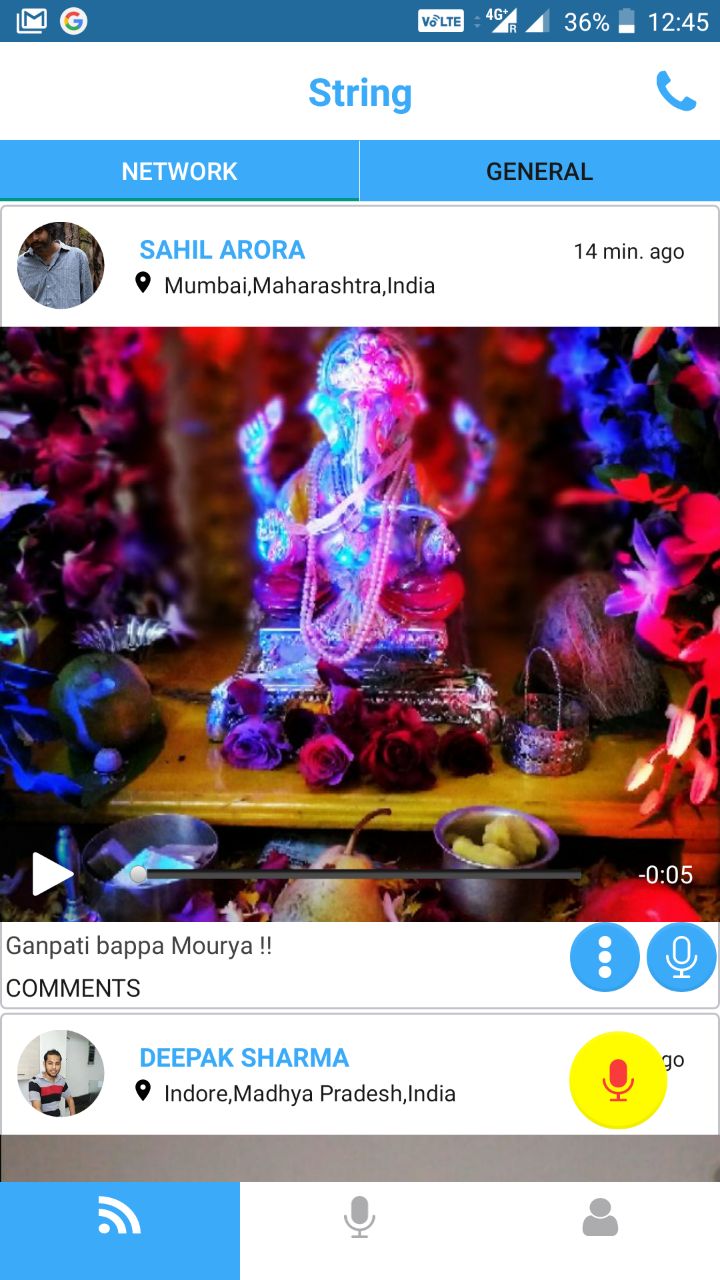 VoLTE 4G+ R 36% 12:45
String
NETWORK GENERAL
SAHIL ARORA 14 min. ago
Mumbai,Maharashtra,India
-0:05
Ganpati bappa Mourya !!
COMMENTS
DEEPAK SHARMA go
Indore,Madhya Pradesh,India